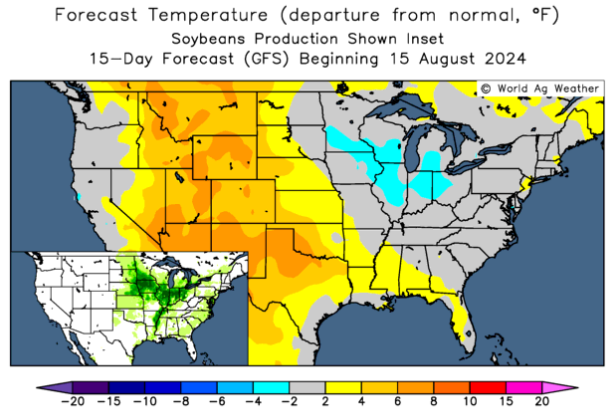 Forecast Temperature (departure from normal, °F)
Soybeans Production Shown Inset
15-Day Forecast (GFS) Beginning 15 August 2024
© World Ag Weather
-20 -15 -10 -8 -6 -4 -2 2 4 6 8 10 15 20